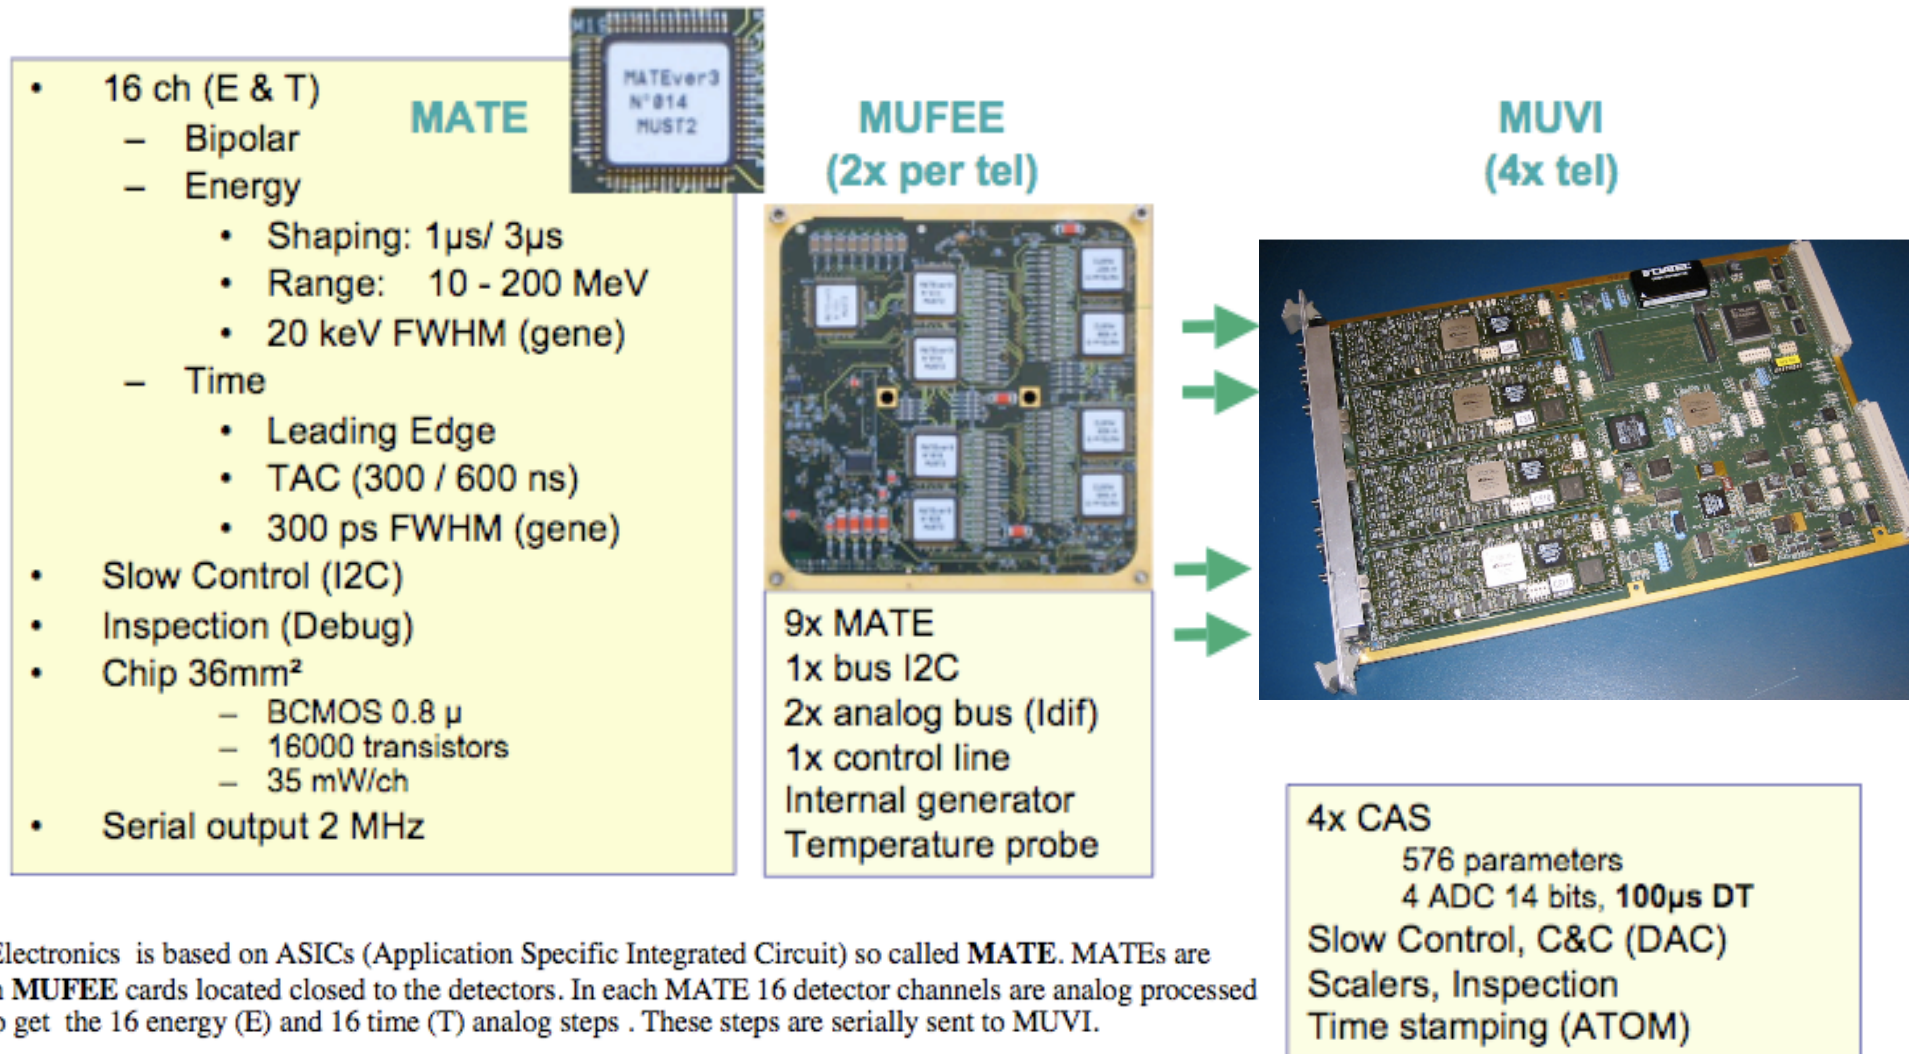 • 16 ch (E & T)
– Bipolar
– Energy
• Shaping: 1µs/ 3µs
• Range: 10 - 200 MeV
• 20 keV FWHM (gene)
– Time
• Leading Edge
• TAC (300 / 600 ns)
• 300 ps FWHM (gene)
• Slow Control (I2C)
• Inspection (Debug)
• Chip 36mm²
– BCMOS 0.8 µ
– 16000 transistors
– 35 mW/ch
• Serial output 2 MHz
MATE
MATEver3
N°014
MUST2
MUFEE
(2x per tel)
9x MATE
1x bus I2C
2x analog bus (Idif)
1x control line
Internal generator
Temperature probe
MUVI
(4x tel)
4x CAS
576 parameters
4 ADC 14 bits, 100µs DT
Slow Control, C&C (DAC)
Scalers, Inspection
Time stamping (ATOM)
Electronics is based on ASICs (Application Specific Integrated Circuit) so called MATE. MATEs are
MUFEE cards located closed to the detectors. In each MATE 16 detector channels are analog processed
get the 16 energy (E) and 16 time (T) analog steps . These steps are serially sent to MUVI.